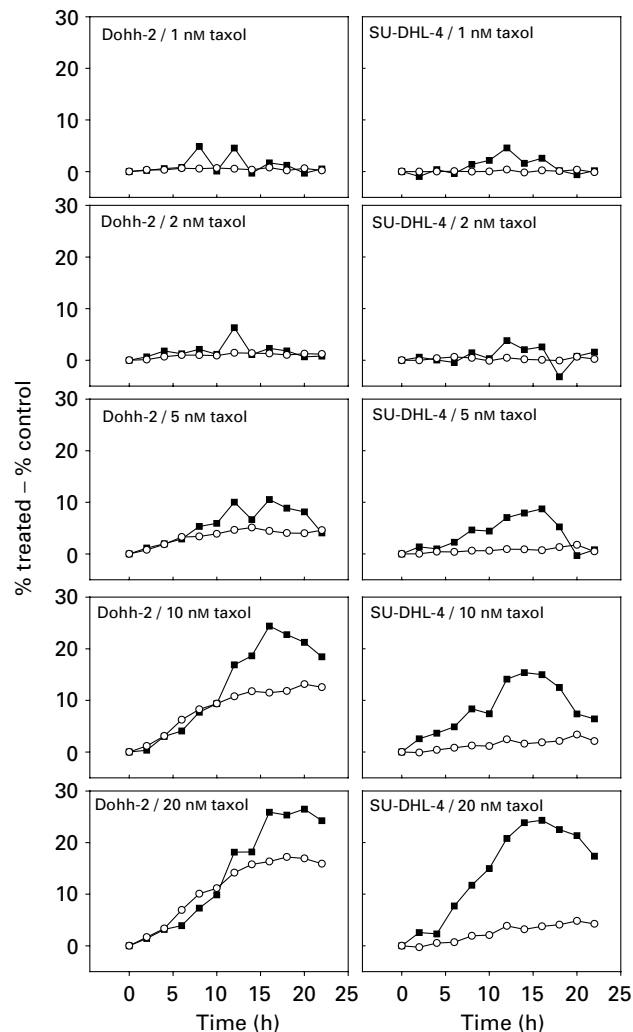 30
20
10
0
Dohh-2 / 1 nM taxol
SU-DHL-4 / 1 nM taxol
30
20
10
0
Dohh-2 / 2 nM taxol
SU-DHL-4 / 2 nM taxol
% treated – % control
30
20
10
0
Dohh-2 / 5 nM taxol
SU-DHL-4 / 5 nM taxol
30
20
10
0
Dohh-2 / 10 nM taxol
SU-DHL-4 / 10 nM taxol
30
20
10
0
Dohh-2 / 20 nM taxol
SU-DHL-4 / 20 nM taxol
0 5 10 15 20 25
0 5 10 15 20 25
Time (h)
Time (h)